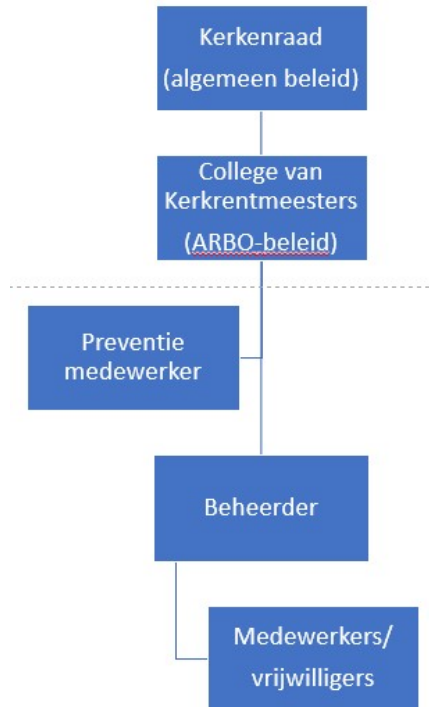 Kerkenraad
(algemeen beleid)
College van
Kerkrentmeesters
(ARBO-beleid)
Preventie
medewerker
Beheerder
Medewerkers/
vrijwilligers